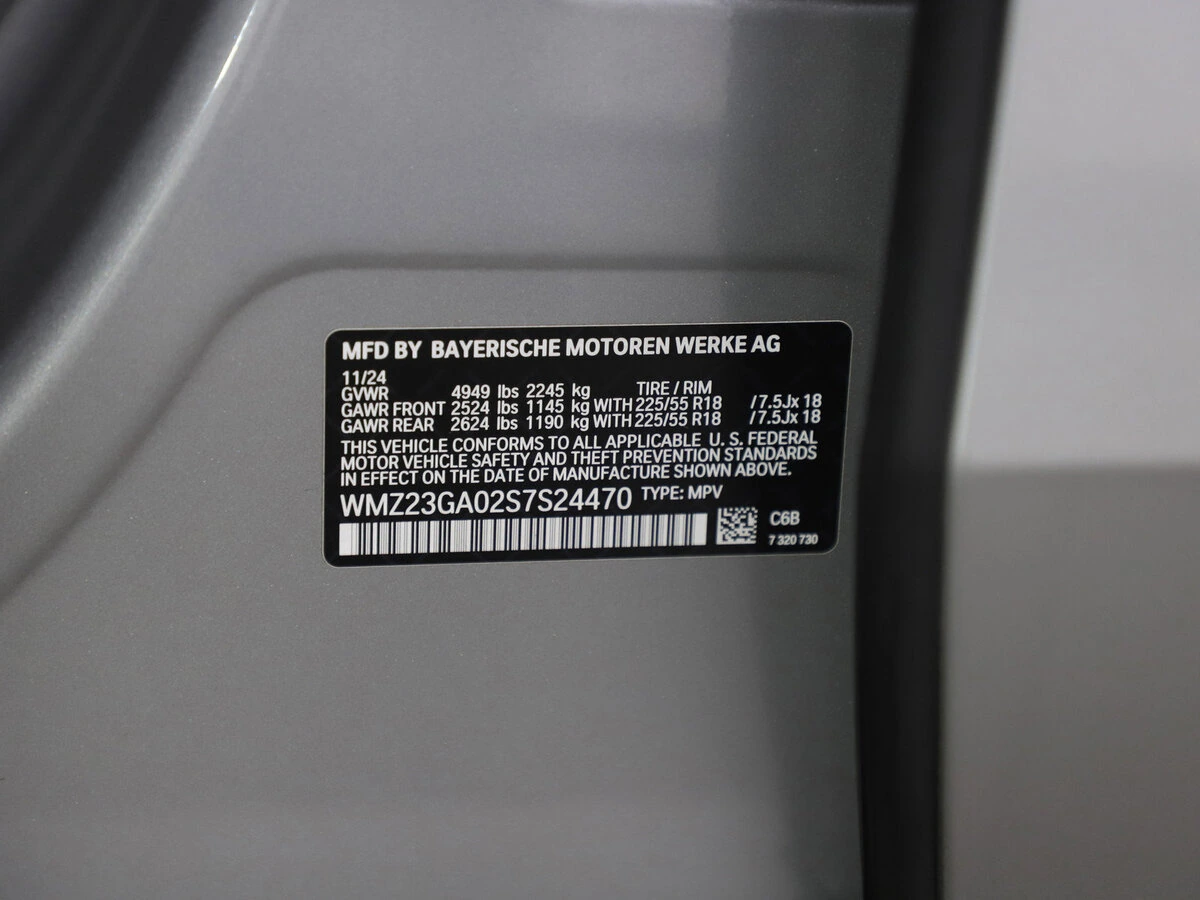 MFD BY BAYERISCHE MOTOREN WERKE AG
11/24
GVWR 4949 lbs 2245 kg TIRE / RIM
GAWR FRONT 2524 lbs 1145 kg WITH 225/55 R18 /7.5Jx 18
GAWR REAR 2624 lbs 1190 kg WITH 225/55 R18 /7.5Jx 18
THIS VEHICLE CONFORMS TO ALL APPLICABLE U. S. FEDERAL
MOTOR VEHICLE SAFETY AND THEFT PREVENTION STANDARDS
IN EFFECT ON THE DATE OF MANUFACTURE SHOWN ABOVE.
WMZ23GA02S7S24470 TYPE: MPV
C6B
7 320 730